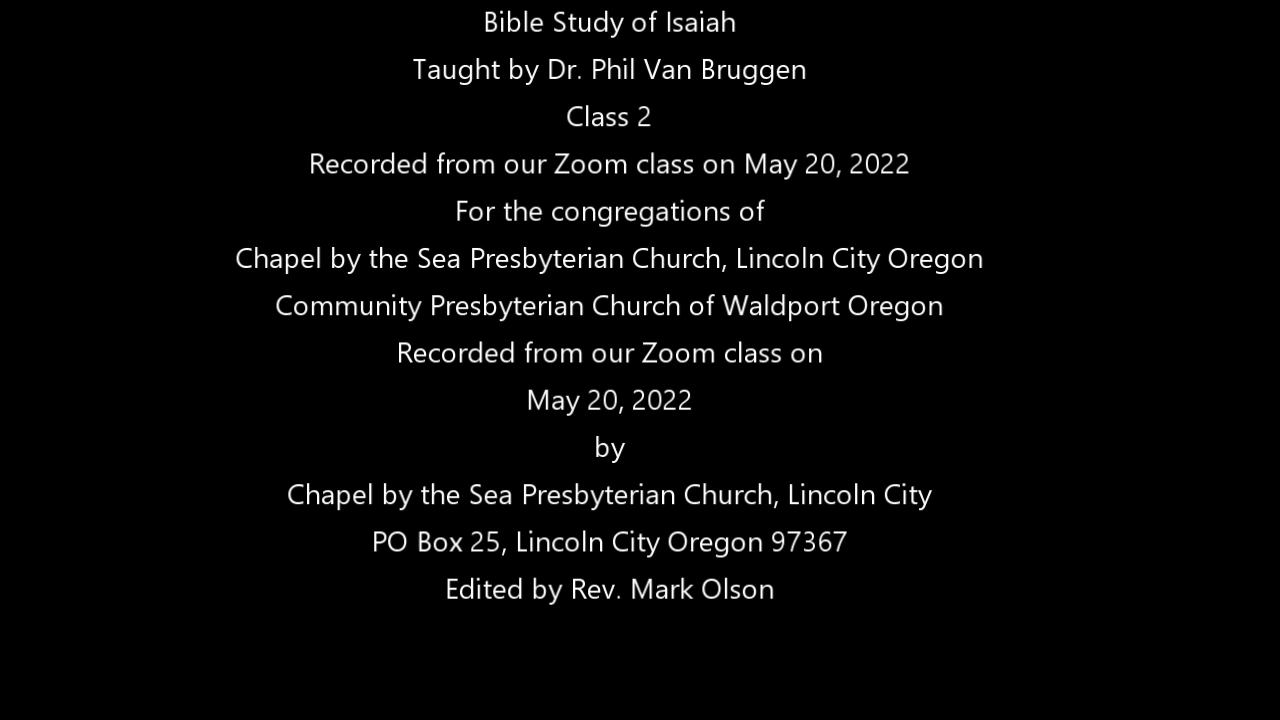 Bible Study of Isaiah
Taught by Dr. Phil Van Bruggen
Class 2
Recorded from our Zoom class on May 20, 2022
For the congregations of
Chapel by the Sea Presbyterian Church, Lincoln City Oregon
Community Presbyterian Church of Waldport Oregon
Recorded from our Zoom class on
May 20, 2022
by
Chapel by the Sea Presbyterian Church, Lincoln City
PO Box 25, Lincoln City Oregon 97367
Edited by Rev. Mark Olson